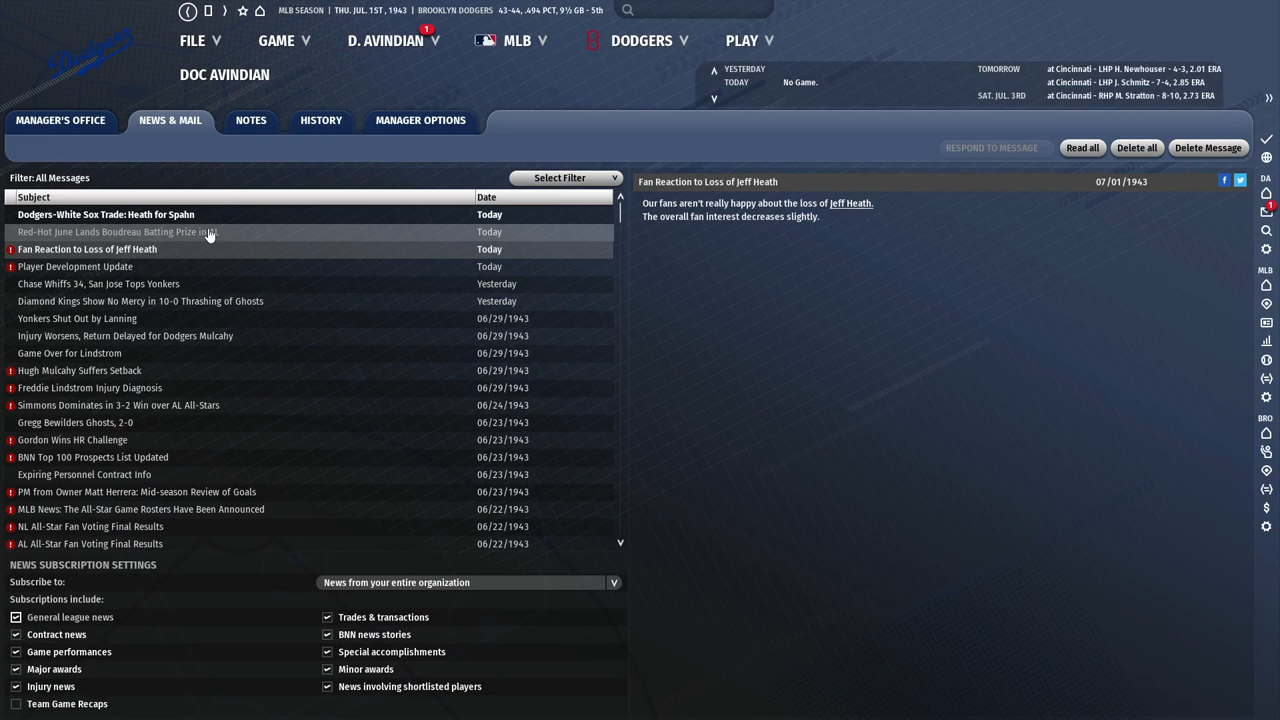 MLB SEASON | THU. JUL. 1ST , 1943 | BROOKLYN DODGERS 43-44, .494 PCT, 9½ GB - 5th
FILE GAME D. AVINDIAN 1 MLB DODGERS PLAY
DOC AVINDIAN
YESTERDAY
TODAY No Game.
TOMORROW at Cincinnati - LHP H. Newhouser - 4-3, 2.01 ERA
at Cincinnati - LHP J. Schmitz - 7-4, 2.85 ERA
SAT. JUL. 3RD at Cincinnati - RHP M. Stratton - 8-10, 2.73 ERA
MANAGER'S OFFICE NEWS & MAIL NOTES HISTORY MANAGER OPTIONS
RESPOND TO MESSAGE Read all Delete all Delete Message
Filter: All Messages Select Filter
Subject Date
Dodgers-White Sox Trade: Heath for Spahn Today
Red-Hot June Lands Boudreau Batting Prize in AL Today
Fan Reaction to Loss of Jeff Heath Today
Player Development Update Today
Chase Whiffs 34, San Jose Tops Yonkers Yesterday
Diamond Kings Show No Mercy in 10-0 Thrashing of Ghosts Yesterday
Yonkers Shut Out by Lanning 06/29/1943
Injury Worsens, Return Delayed for Dodgers Mulcahy 06/29/1943
Game Over for Lindstrom 06/29/1943
Hugh Mulcahy Suffers Setback 06/29/1943
Freddie Lindstrom Injury Diagnosis 06/29/1943
Simmons Dominates in 3-2 Win over AL All-Stars 06/24/1943
Gregg Bewilders Ghosts, 2-0 06/23/1943
Gordon Wins HR Challenge 06/23/1943
BNN Top 100 Prospects List Updated 06/23/1943
Expiring Personnel Contract Info 06/23/1943
PM from Owner Matt Herrera: Mid-season Review of Goals 06/23/1943
MLB News: The All-Star Game Rosters Have Been Announced 06/22/1943
NL All-Star Fan Voting Final Results 06/22/1943
AL All-Star Fan Voting Final Results 06/22/1943
NEWS SUBSCRIPTION SETTINGS
Subscribe to: News from your entire organization
Subscriptions include:
General league news Trades & transactions
Contract news BNN news stories
Game performances Special accomplishments
Major awards Minor awards
Injury news News involving shortlisted players
Team Game Recaps
Fan Reaction to Loss of Jeff Heath 07/01/1943
Our fans aren't really happy about the loss of Jeff Heath.
The overall fan interest decreases slightly.
DA
1
MLB
BRO
Dodgers